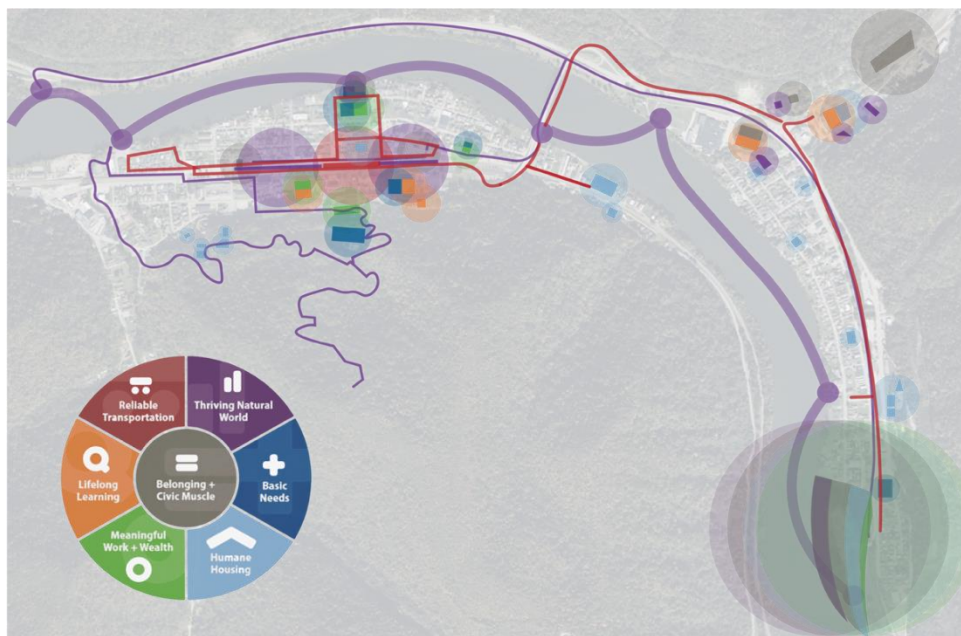 Reliable
Transportation
Thriving Natural
World
Lifelong
Learning
Belonging +
Civic Muscle
Basic
Needs
Meaningful
Work + Wealth
Humane
Housing